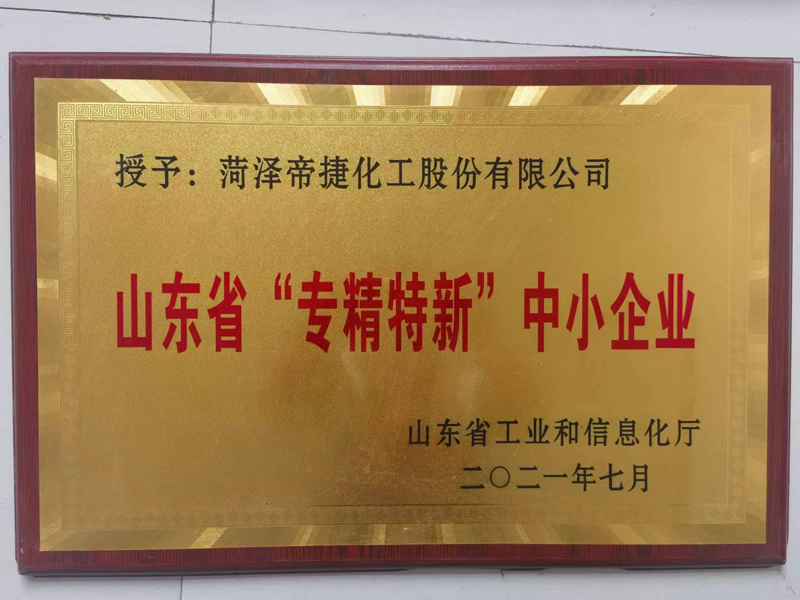 授予：菏泽帝捷化工股份有限公司
山东省“专精特新”中小企业
山东省工业和信息化厅
二〇二一年七月